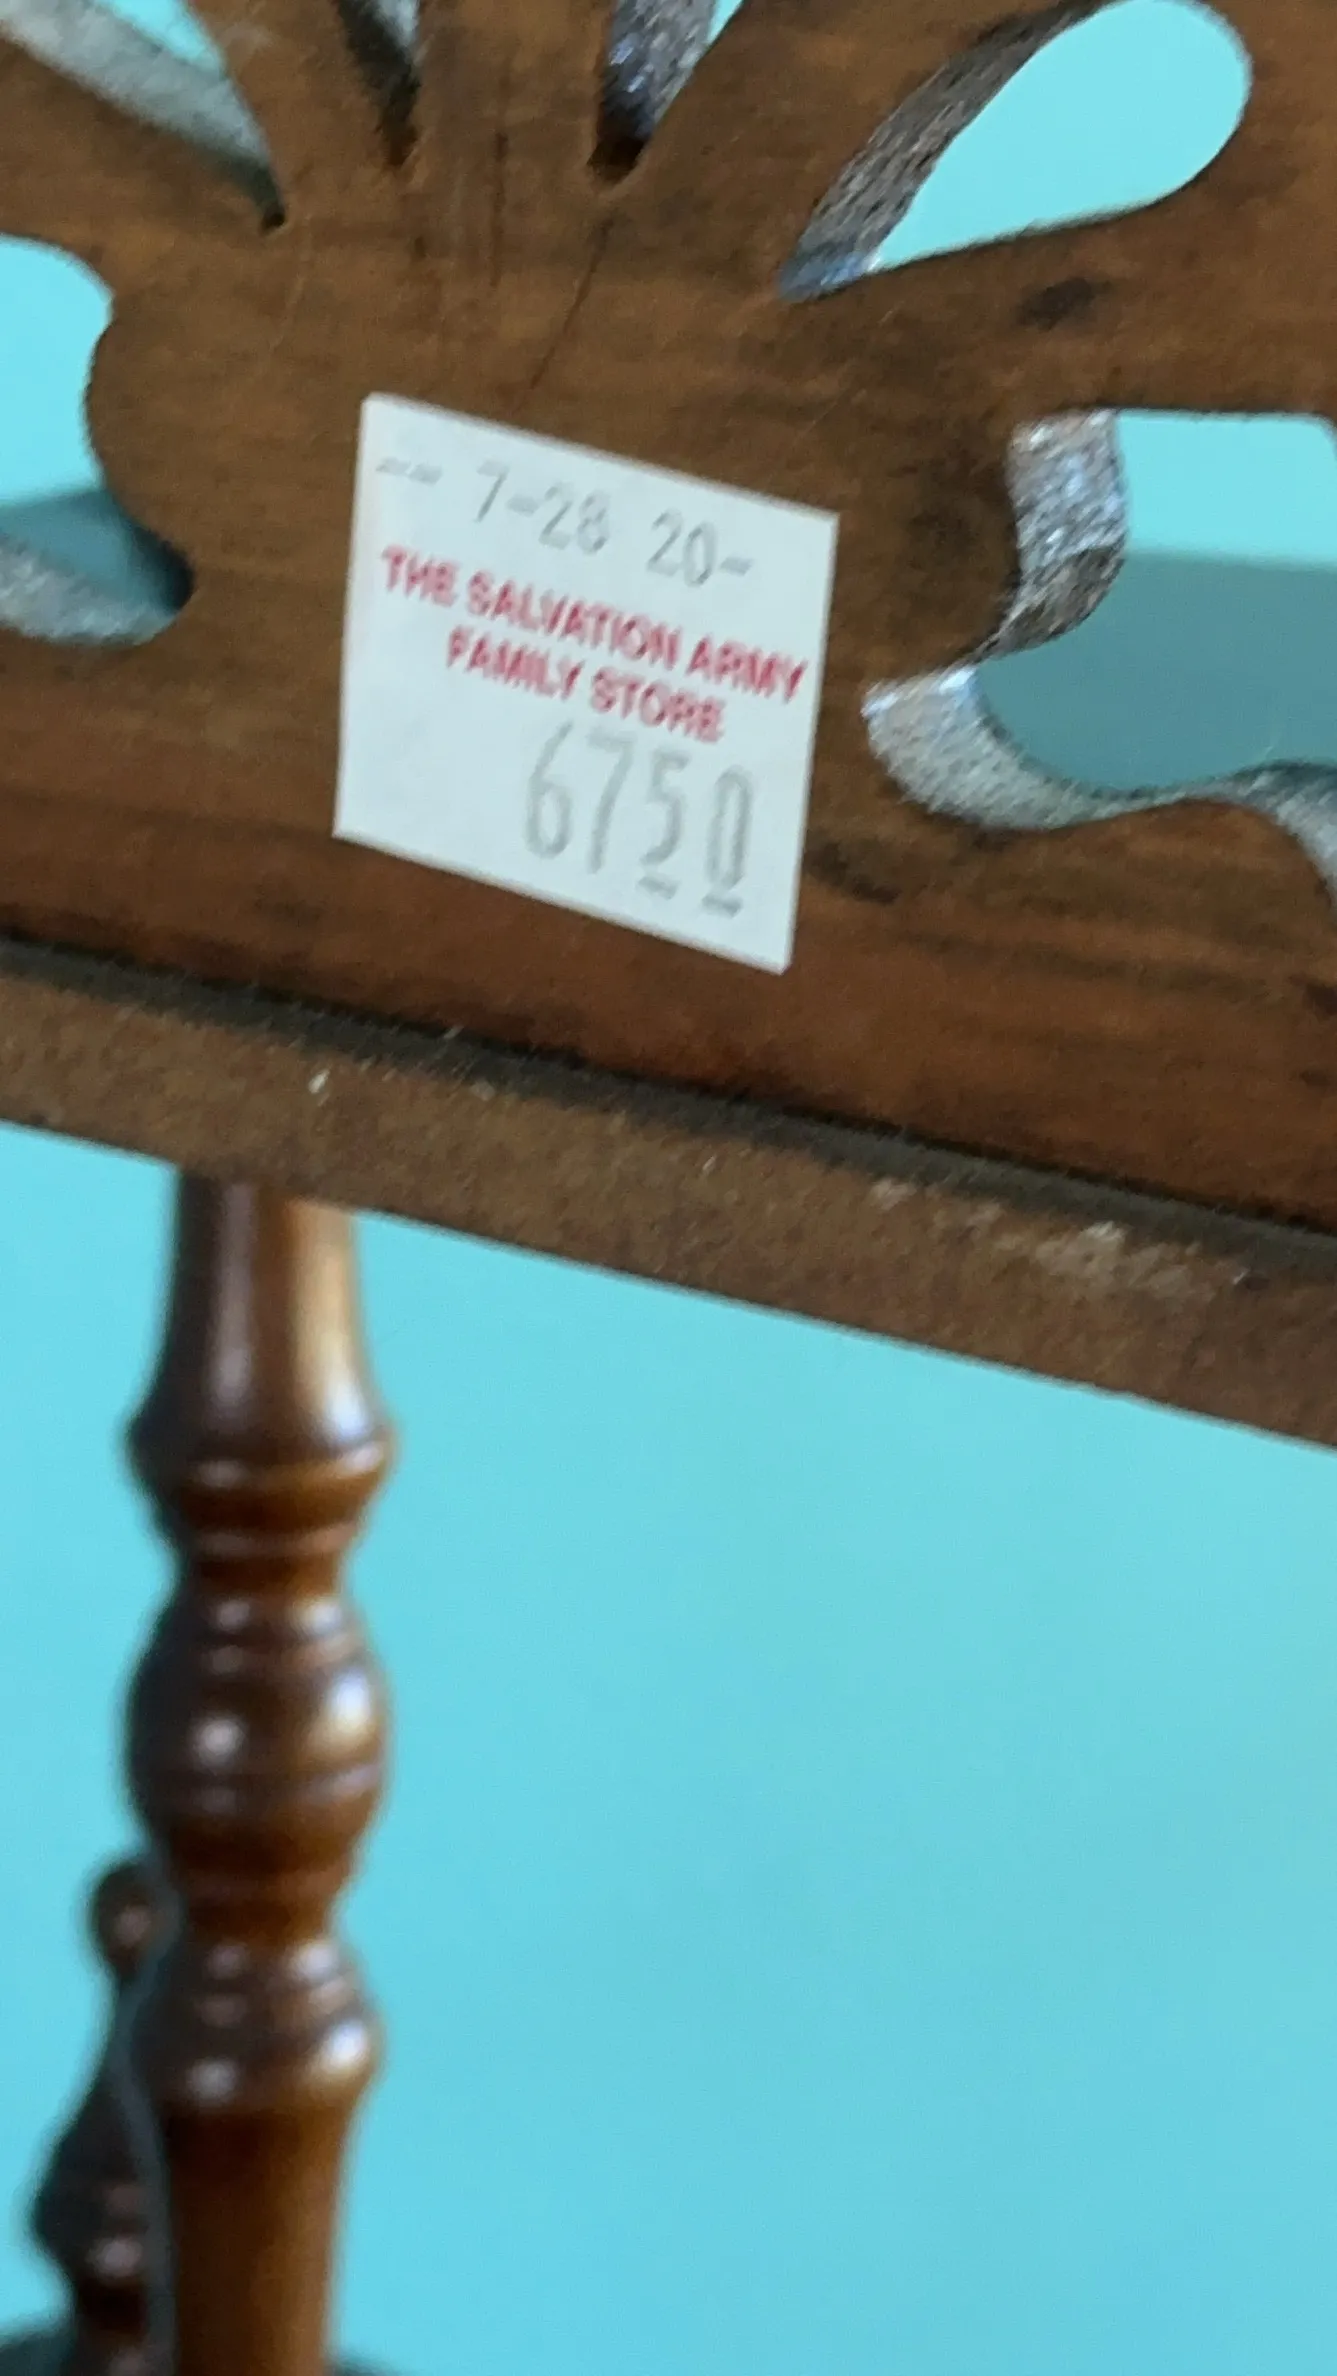 -- 7-28 20-
THE SALVATION ARMY
FAMILY STORE
6750